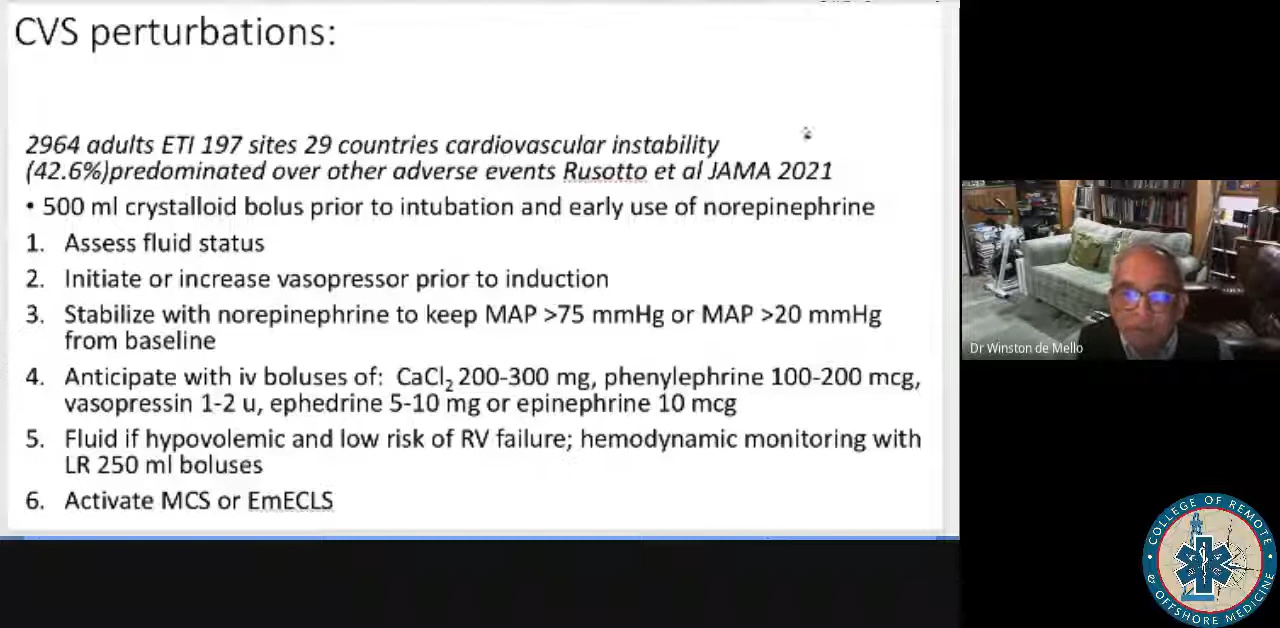 CVS perturbations:
2964 adults ETI 197 sites 29 countries cardiovascular instability
(42.6%)predominated over other adverse events Rusotto et al JAMA 2021
• 500 ml crystalloid bolus prior to intubation and early use of norepinephrine
1. Assess fluid status
2. Initiate or increase vasopressor prior to induction
3. Stabilize with norepinephrine to keep MAP >75 mmHg or MAP >20 mmHg
from baseline
4. Anticipate with iv boluses of: CaCl₂ 200-300 mg, phenylephrine 100-200 mcg,
vasopressin 1-2 u, ephedrine 5-10 mg or epinephrine 10 mcg
5. Fluid if hypovolemic and low risk of RV failure; hemodynamic monitoring with
LR 250 ml boluses
6. Activate MCS or EmECLS
Dr Winston de Mello
COLLEGE OF REMOTE
& OFFSHORE MEDICINE